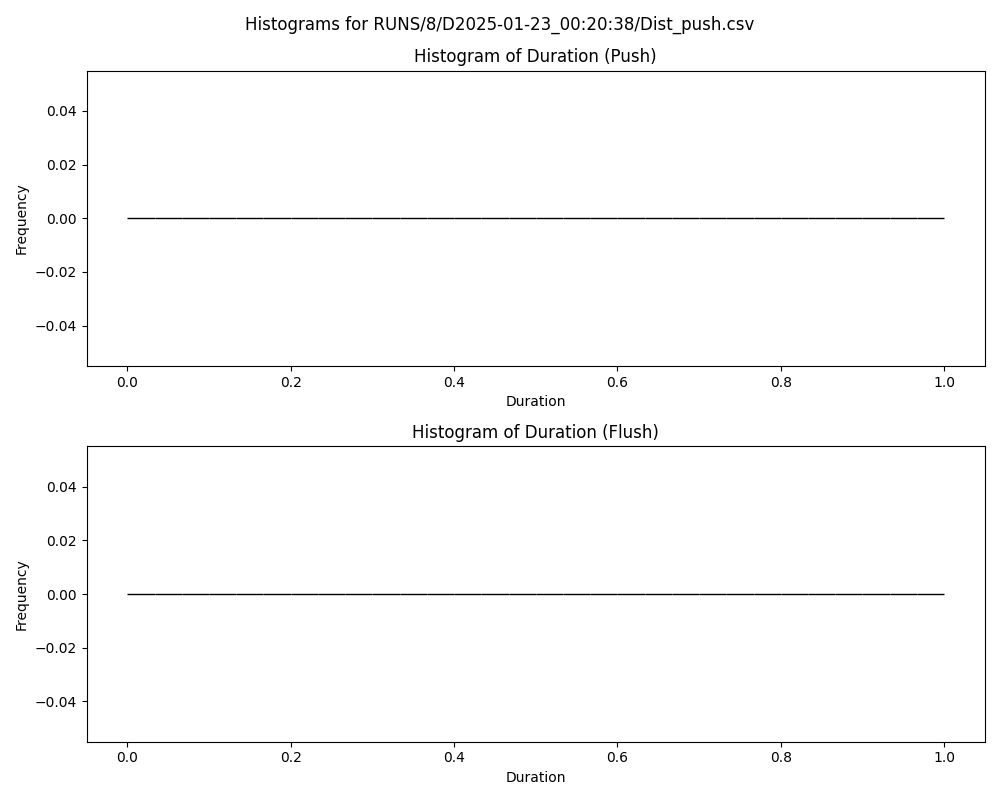 Histograms for RUNS/8/D2025-01-23_00:20:38/Dist_push.csv
Histogram of Duration (Push)
0.04
0.02
0.00
−0.02
−0.04
Frequency
0.0 0.2 0.4 0.6 0.8 1.0
Duration
Histogram of Duration (Flush)
0.04
0.02
0.00
−0.02
−0.04
Frequency
0.0 0.2 0.4 0.6 0.8 1.0
Duration